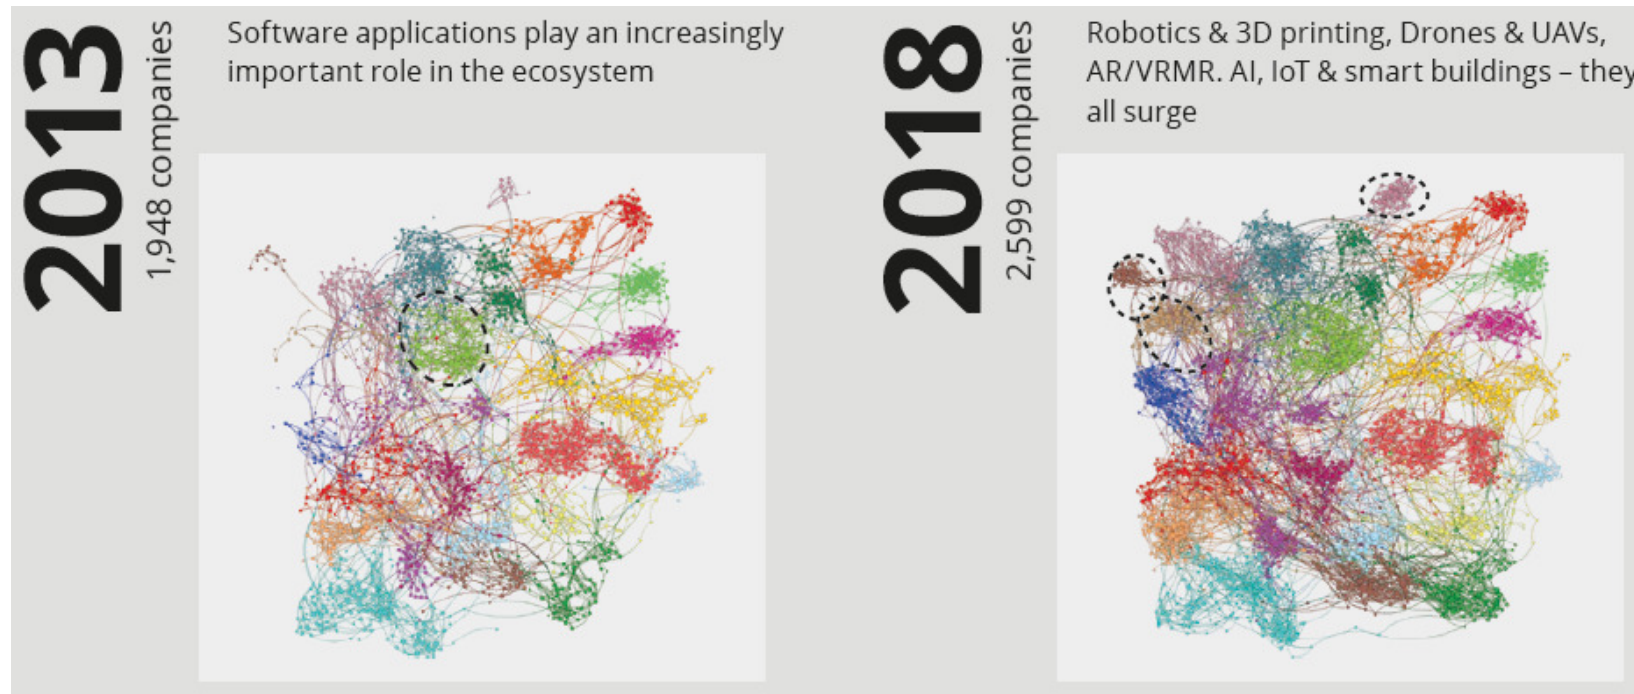 2013
1,948 companies
Software applications play an increasingly
important role in the ecosystem
2018
2,599 companies
Robotics & 3D printing, Drones & UAVs,
AR/VRMR. AI, IoT & smart buildings – they
all surge